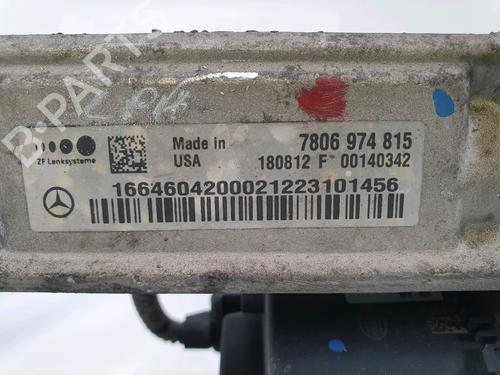 B-PARTS
ZF Lenksysteme
Made in USA
7806 974 815
180812 F 00140342
1664604200021223101456